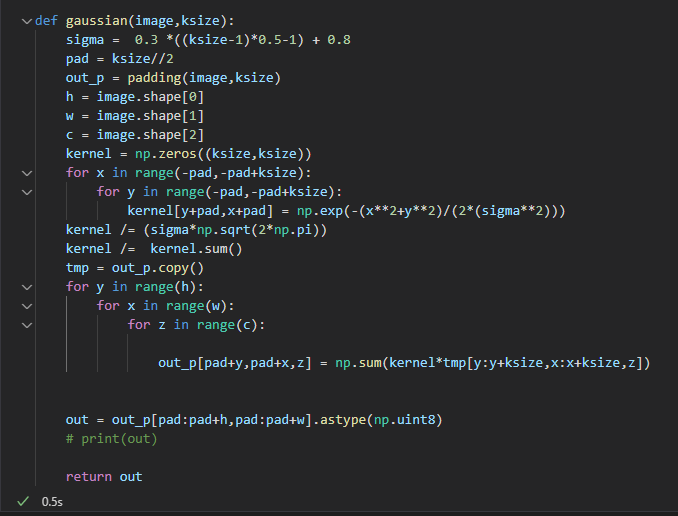 def gaussian(image,ksize):
    sigma =  0.3 *((ksize-1)*0.5-1) + 0.8
    pad = ksize//2
    out_p = padding(image,ksize)
    h = image.shape[0]
    w = image.shape[1]
    c = image.shape[2]
    kernel = np.zeros((ksize,ksize))
    for x in range(-pad,-pad+ksize):
        for y in range(-pad,-pad+ksize):
            kernel[y+pad,x+pad] = np.exp(-(x**2+y**2)/(2*(sigma**2)))
    kernel /= (sigma*np.sqrt(2*np.pi))
    kernel /=  kernel.sum()
    tmp = out_p.copy()
    for y in range(h):
        for x in range(w):
            for z in range(c):
                out_p[pad+y,pad+x,z] = np.sum(kernel*tmp[y:y+ksize,x:x+ksize,z])
    out = out_p[pad:pad+h,pad:pad+w].astype(np.uint8)
    # print(out)
    return out
0.5s